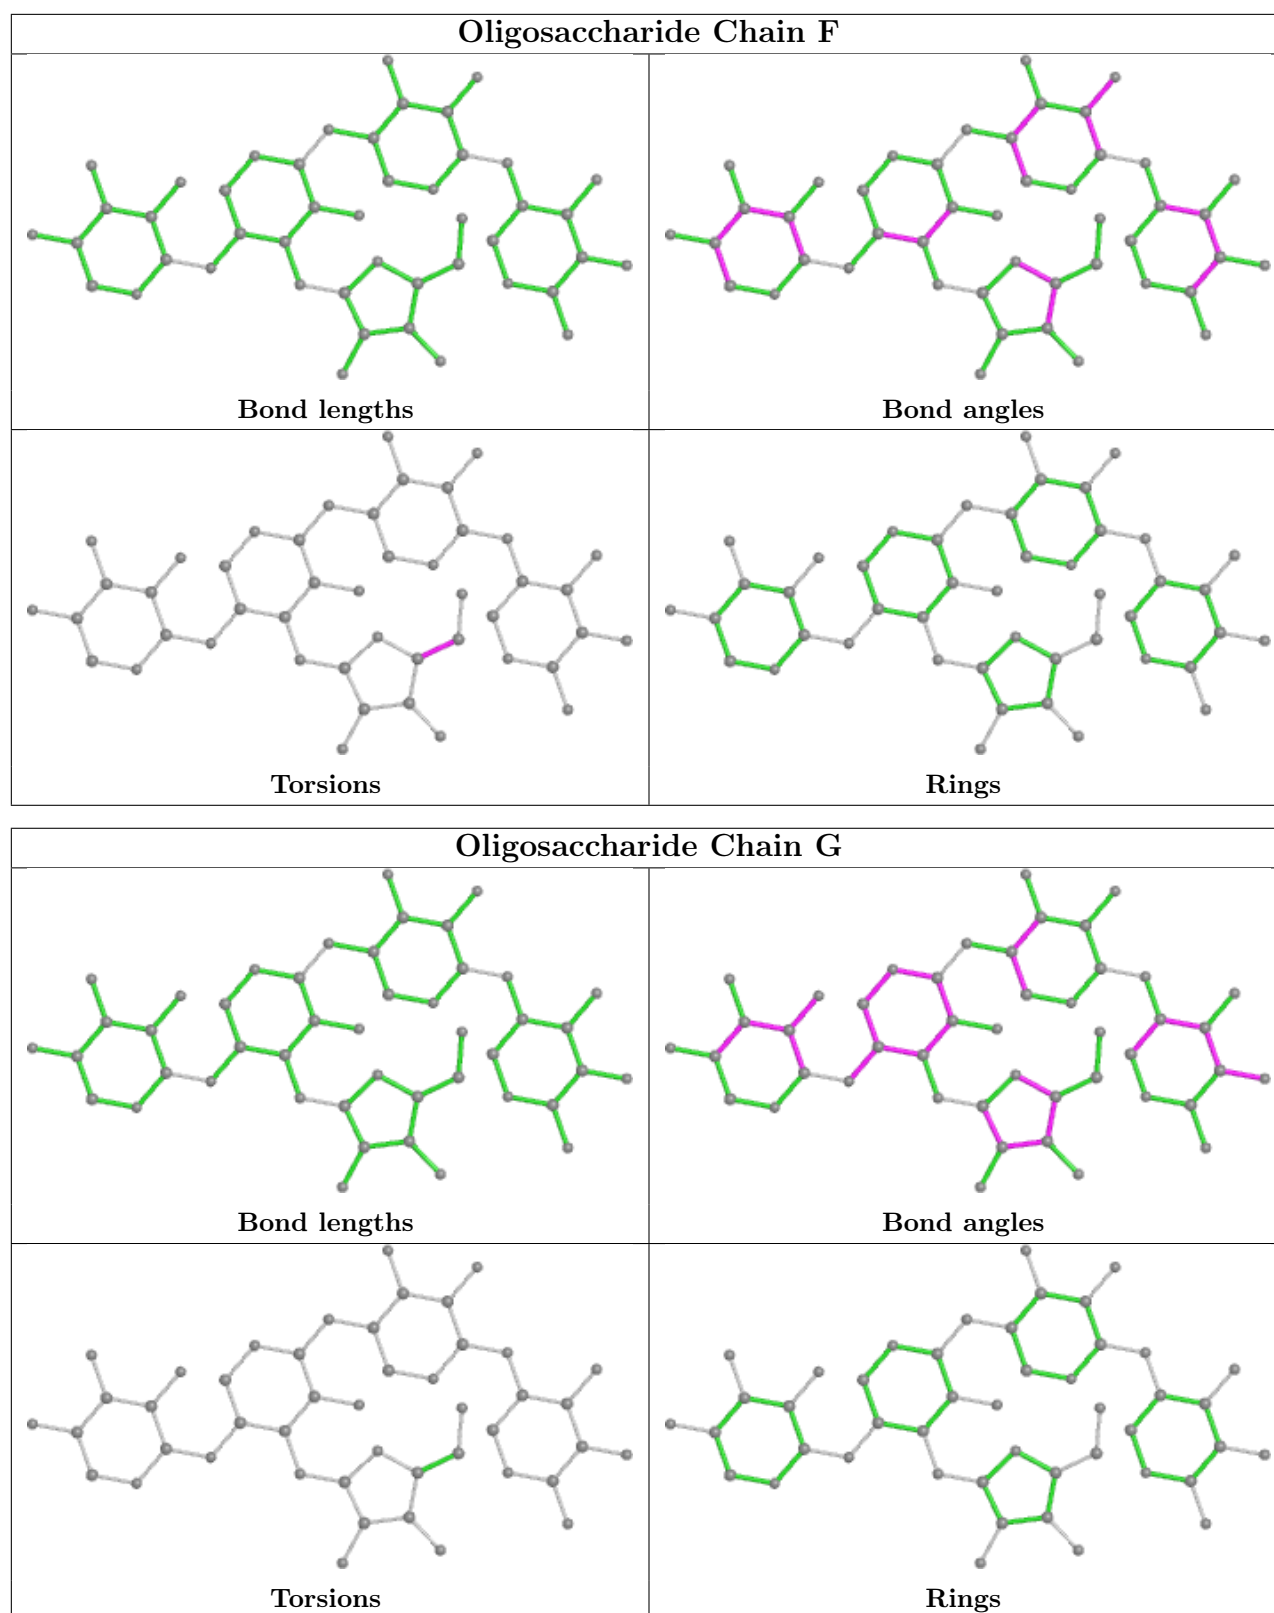 Oligosaccharide Chain F
Bond lengths
Bond angles
Torsions
Rings
Oligosaccharide Chain G
Bond lengths
Bond angles
Torsions
Rings